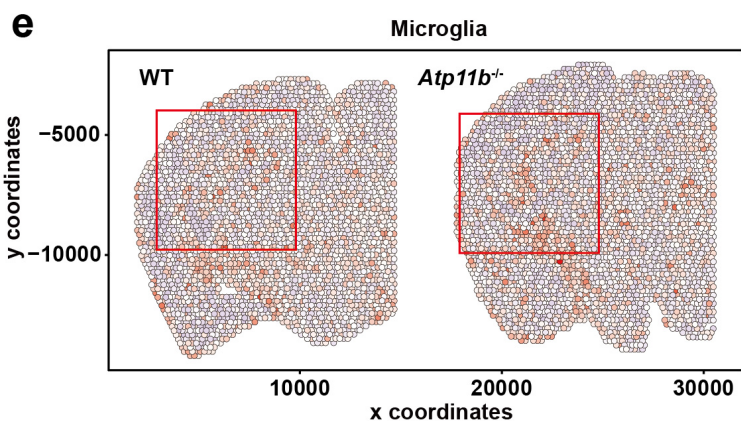 e
Microglia
WT
Atp11b-/-
y coordinates
−5000
−10000
10000
20000
30000
x coordinates